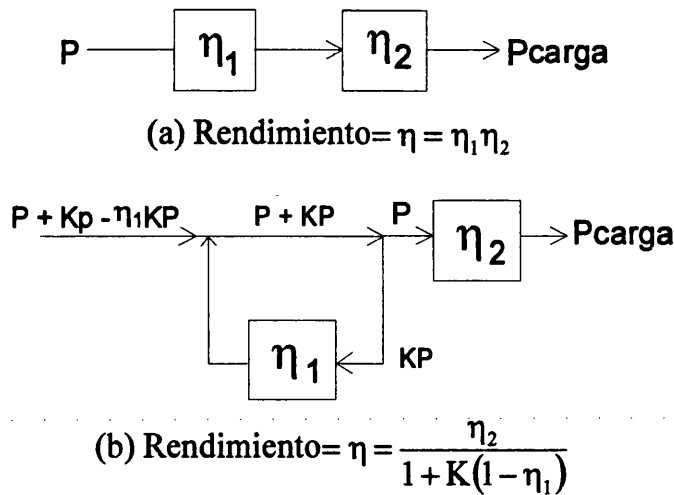 P η₁ η₂ Pcarga
(a) Rendimiento= η = η₁η₂
P + Kp - η₁KP P + KP P η₂ Pcarga
η₁ KP
(b) Rendimiento= η = η₂ / (1 + K(1 - η₁))